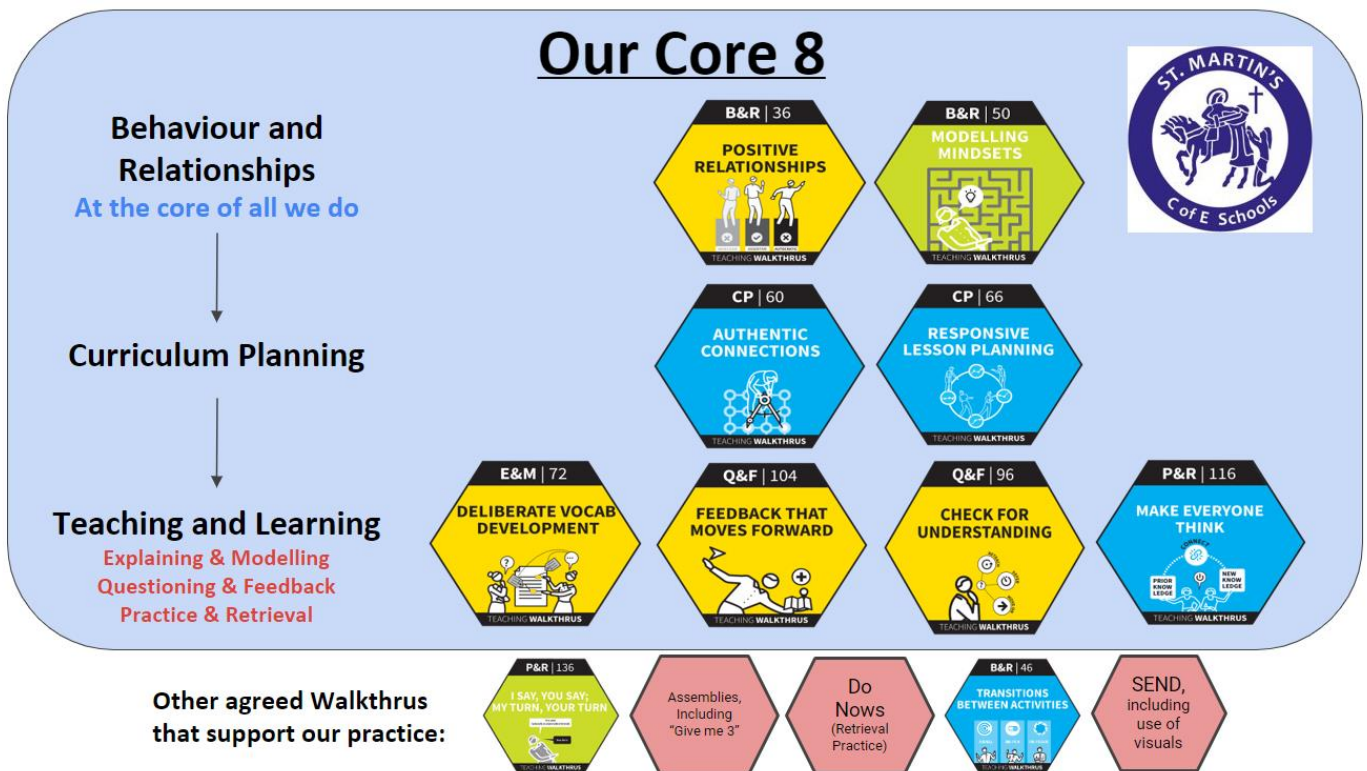 Our Core 8
ST. MARTIN'S
C of E Schools
Behaviour and
Relationships
At the core of all we do
B&R | 36
POSITIVE
RELATIONSHIPS
TEACHING WALKTHRUS
B&R | 50
MODELLING
MINDSETS
TEACHING WALKTHRUS
Curriculum Planning
CP | 60
AUTHENTIC
CONNECTIONS
TEACHING WALKTHRUS
CP | 66
RESPONSIVE
LESSON PLANNING
TEACHING WALKTHRUS
Teaching and Learning
Explaining & Modelling
Questioning & Feedback
Practice & Retrieval
E&M | 72
DELIBERATE VOCAB
DEVELOPMENT
TEACHING WALKTHRUS
Q&F | 104
FEEDBACK THAT
MOVES FORWARD
TEACHING WALKTHRUS
Q&F | 96
CHECK FOR
UNDERSTANDING
TEACHING WALKTHRUS
P&R | 116
MAKE EVERYONE
THINK
CONNECT
PRIOR
KNOW
LEDGE
NEW
KNOW
LEDGE
TEACHING WALKTHRUS
Other agreed Walkthrus
that support our practice:
P&R | 136
I SAY, YOU SAY;
MY TURN, YOUR TURN
TEACHING WALKTHRUS
Assemblies,
Including
"Give me 3"
Do
Nows
(Retrieval
Practice)
B&R | 46
TRANSITIONS
BETWEEN ACTIVITIES
TEACHING WALKTHRUS
SEND,
including
use of
visuals